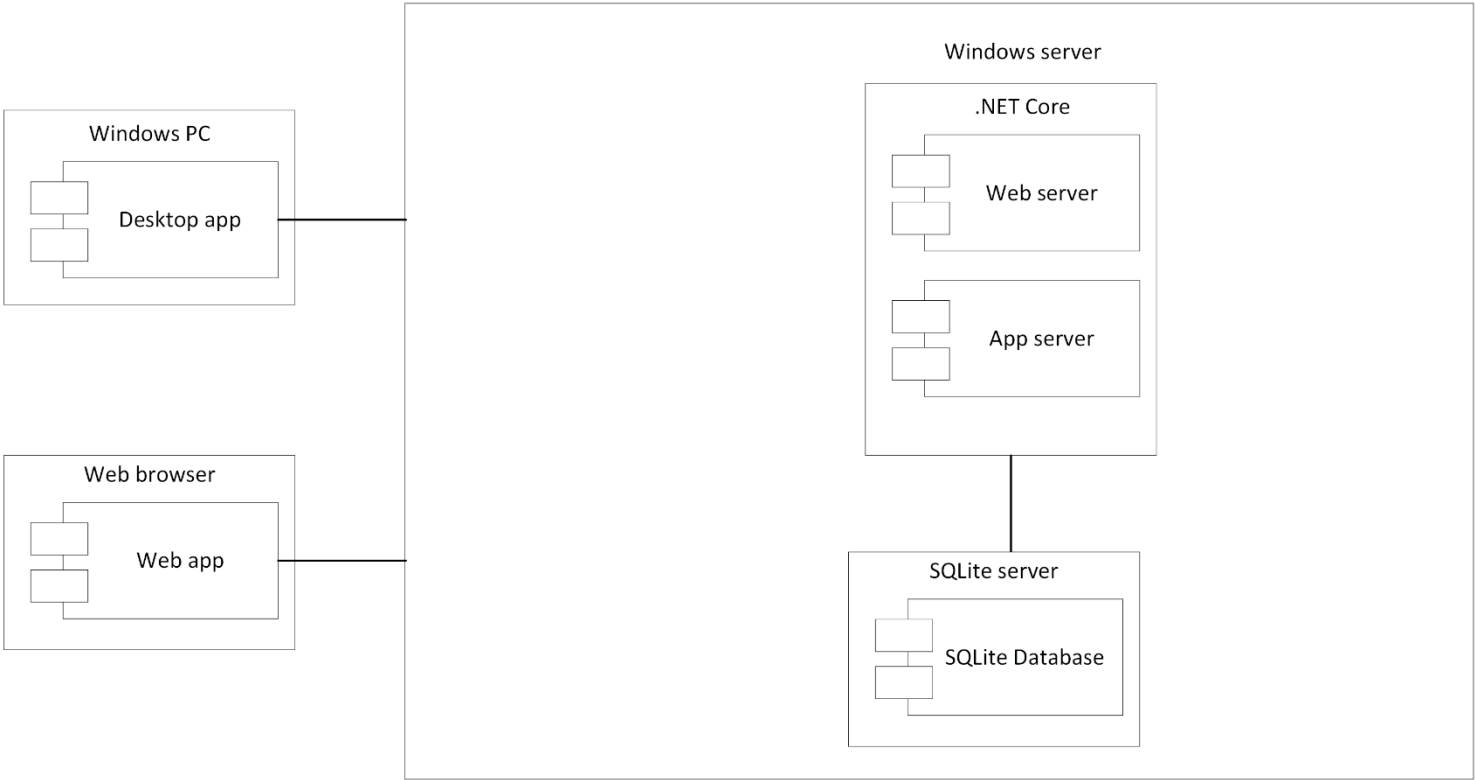 Windows PC
Desktop app
Web browser
Web app
Windows server
.NET Core
Web server
App server
SQLite server
SQLite Database